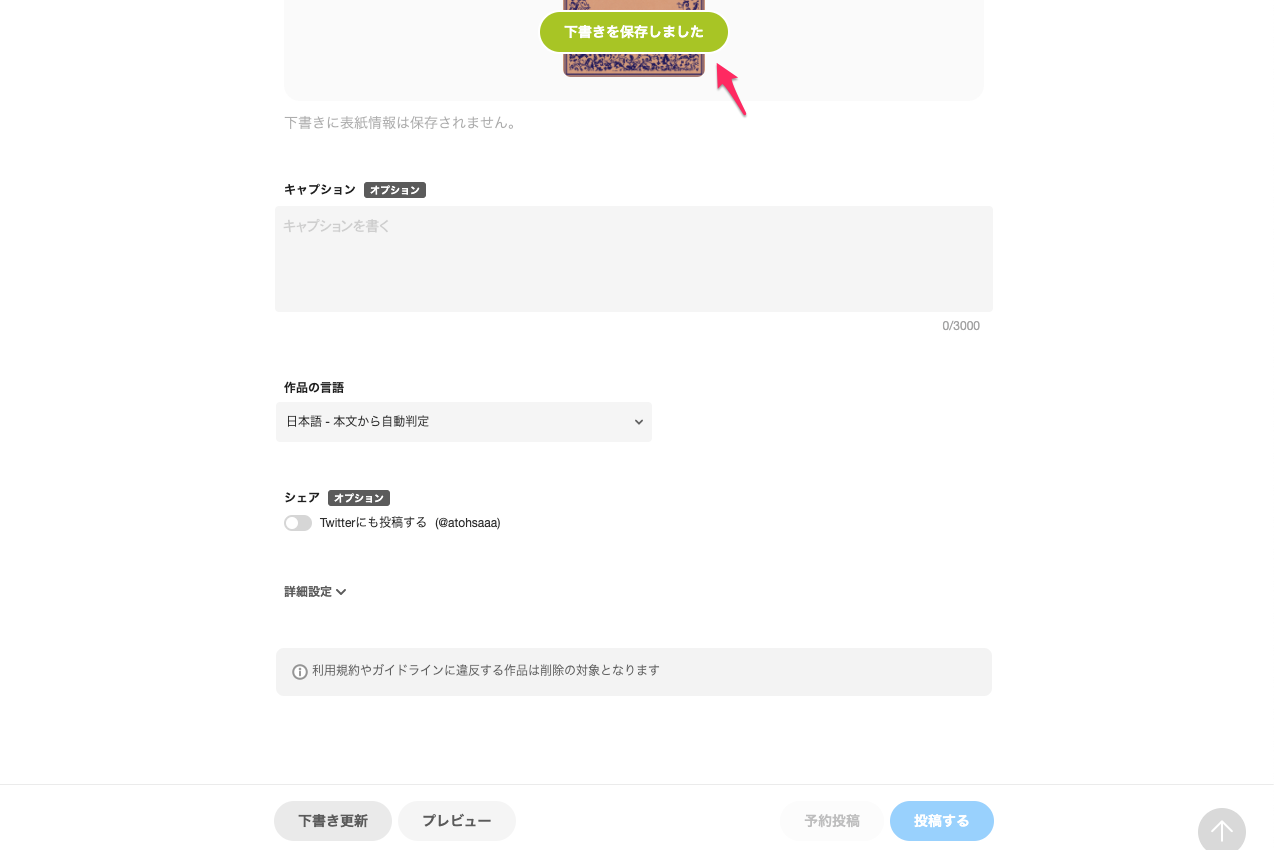 下書きを保存しました
下書きに表紙情報は保存されません。
キャプション オプション
キャプションを書く
0/3000
作品の言語
日本語 - 本文から自動判定
シェア オプション
Twitterにも投稿する (@atohsaaa)
詳細設定
利用規約やガイドラインに違反する作品は削除の対象となります
下書き更新 プレビュー 予約投稿 投稿する